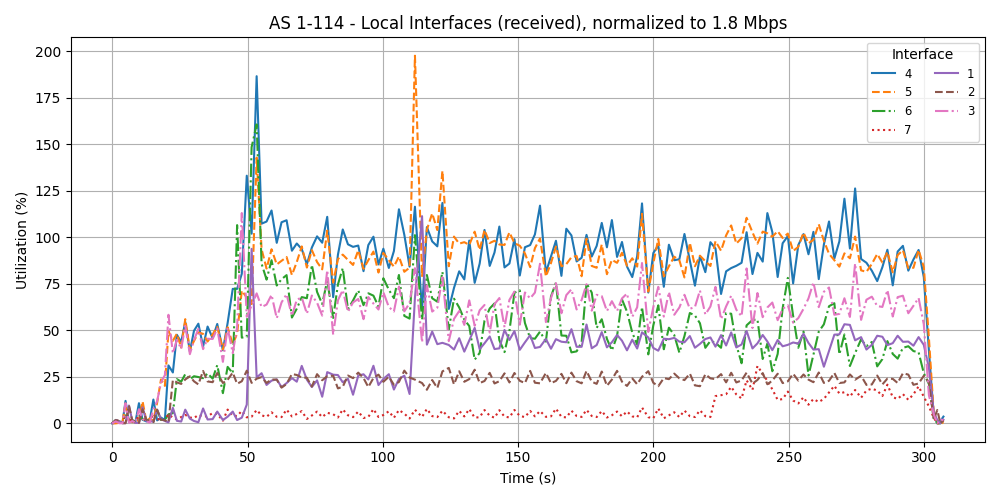 AS 1-114 - Local Interfaces (received), normalized to 1.8 Mbps
Utilization (%)
200
175
150
125
100
75
50
25
0
0 50 100 150 200 250 300
Time (s)
Interface
4 1
5 2
6 3
7